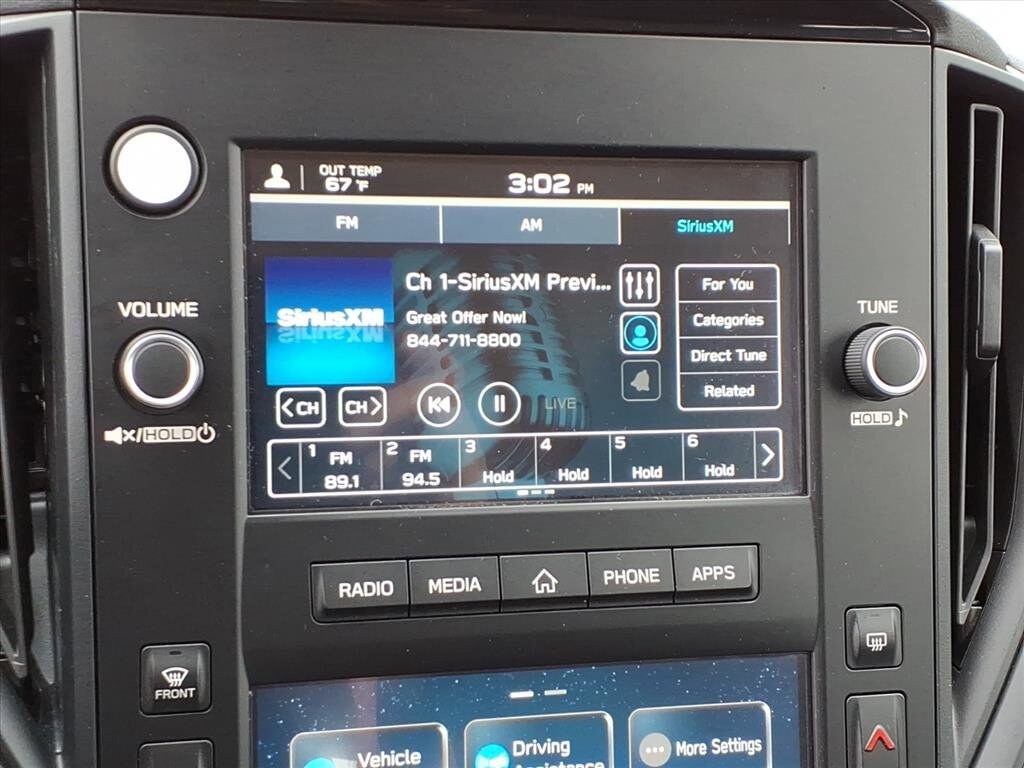 OUT TEMP
67 °F
3:02 PM
FM
AM
SiriusXM
SiriusXM
Ch 1-SiriusXM Previ...
Great Offer Now!
844-711-8800
For You
Categories
Direct Tune
Related
<CH
CH>
LIVE
1 FM 89.1
2 FM 94.5
3 Hold
4 Hold
5 Hold
6 Hold
VOLUME
/HOLD
TUNE
HOLD
RADIO
MEDIA
PHONE
APPS
FRONT
Vehicle
Driving
Assistance
More Settings